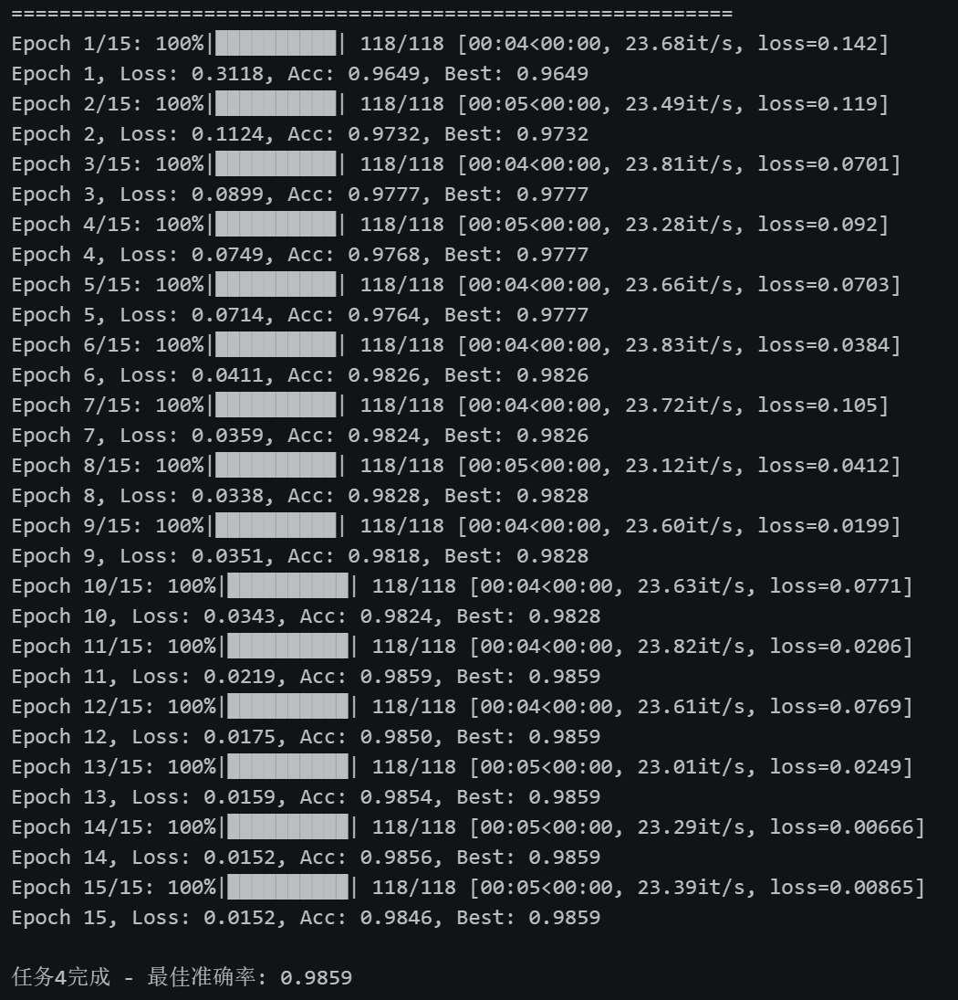 ============================================================
Epoch 1/15: 100%|██████████| 118/118 [00:04<00:00, 23.68it/s, loss=0.142]
Epoch 1, Loss: 0.3118, Acc: 0.9649, Best: 0.9649
Epoch 2/15: 100%|██████████| 118/118 [00:05<00:00, 23.49it/s, loss=0.119]
Epoch 2, Loss: 0.1124, Acc: 0.9732, Best: 0.9732
Epoch 3/15: 100%|██████████| 118/118 [00:04<00:00, 23.81it/s, loss=0.0701]
Epoch 3, Loss: 0.0899, Acc: 0.9777, Best: 0.9777
Epoch 4/15: 100%|██████████| 118/118 [00:05<00:00, 23.28it/s, loss=0.092]
Epoch 4, Loss: 0.0749, Acc: 0.9768, Best: 0.9777
Epoch 5/15: 100%|██████████| 118/118 [00:04<00:00, 23.66it/s, loss=0.0703]
Epoch 5, Loss: 0.0714, Acc: 0.9764, Best: 0.9777
Epoch 6/15: 100%|██████████| 118/118 [00:04<00:00, 23.83it/s, loss=0.0384]
Epoch 6, Loss: 0.0411, Acc: 0.9826, Best: 0.9826
Epoch 7/15: 100%|██████████| 118/118 [00:04<00:00, 23.72it/s, loss=0.105]
Epoch 7, Loss: 0.0359, Acc: 0.9824, Best: 0.9826
Epoch 8/15: 100%|██████████| 118/118 [00:05<00:00, 23.12it/s, loss=0.0412]
Epoch 8, Loss: 0.0338, Acc: 0.9828, Best: 0.9828
Epoch 9/15: 100%|██████████| 118/118 [00:04<00:00, 23.60it/s, loss=0.0199]
Epoch 9, Loss: 0.0351, Acc: 0.9818, Best: 0.9828
Epoch 10/15: 100%|██████████| 118/118 [00:04<00:00, 23.63it/s, loss=0.0771]
Epoch 10, Loss: 0.0343, Acc: 0.9824, Best: 0.9828
Epoch 11/15: 100%|██████████| 118/118 [00:04<00:00, 23.82it/s, loss=0.0206]
Epoch 11, Loss: 0.0219, Acc: 0.9859, Best: 0.9859
Epoch 12/15: 100%|██████████| 118/118 [00:04<00:00, 23.61it/s, loss=0.0769]
Epoch 12, Loss: 0.0175, Acc: 0.9850, Best: 0.9859
Epoch 13/15: 100%|██████████| 118/118 [00:05<00:00, 23.01it/s, loss=0.0249]
Epoch 13, Loss: 0.0159, Acc: 0.9854, Best: 0.9859
Epoch 14/15: 100%|██████████| 118/118 [00:05<00:00, 23.29it/s, loss=0.00666]
Epoch 14, Loss: 0.0152, Acc: 0.9856, Best: 0.9859
Epoch 15/15: 100%|██████████| 118/118 [00:05<00:00, 23.39it/s, loss=0.00865]
Epoch 15, Loss: 0.0152, Acc: 0.9846, Best: 0.9859
任务4完成 - 最佳准确率: 0.9859